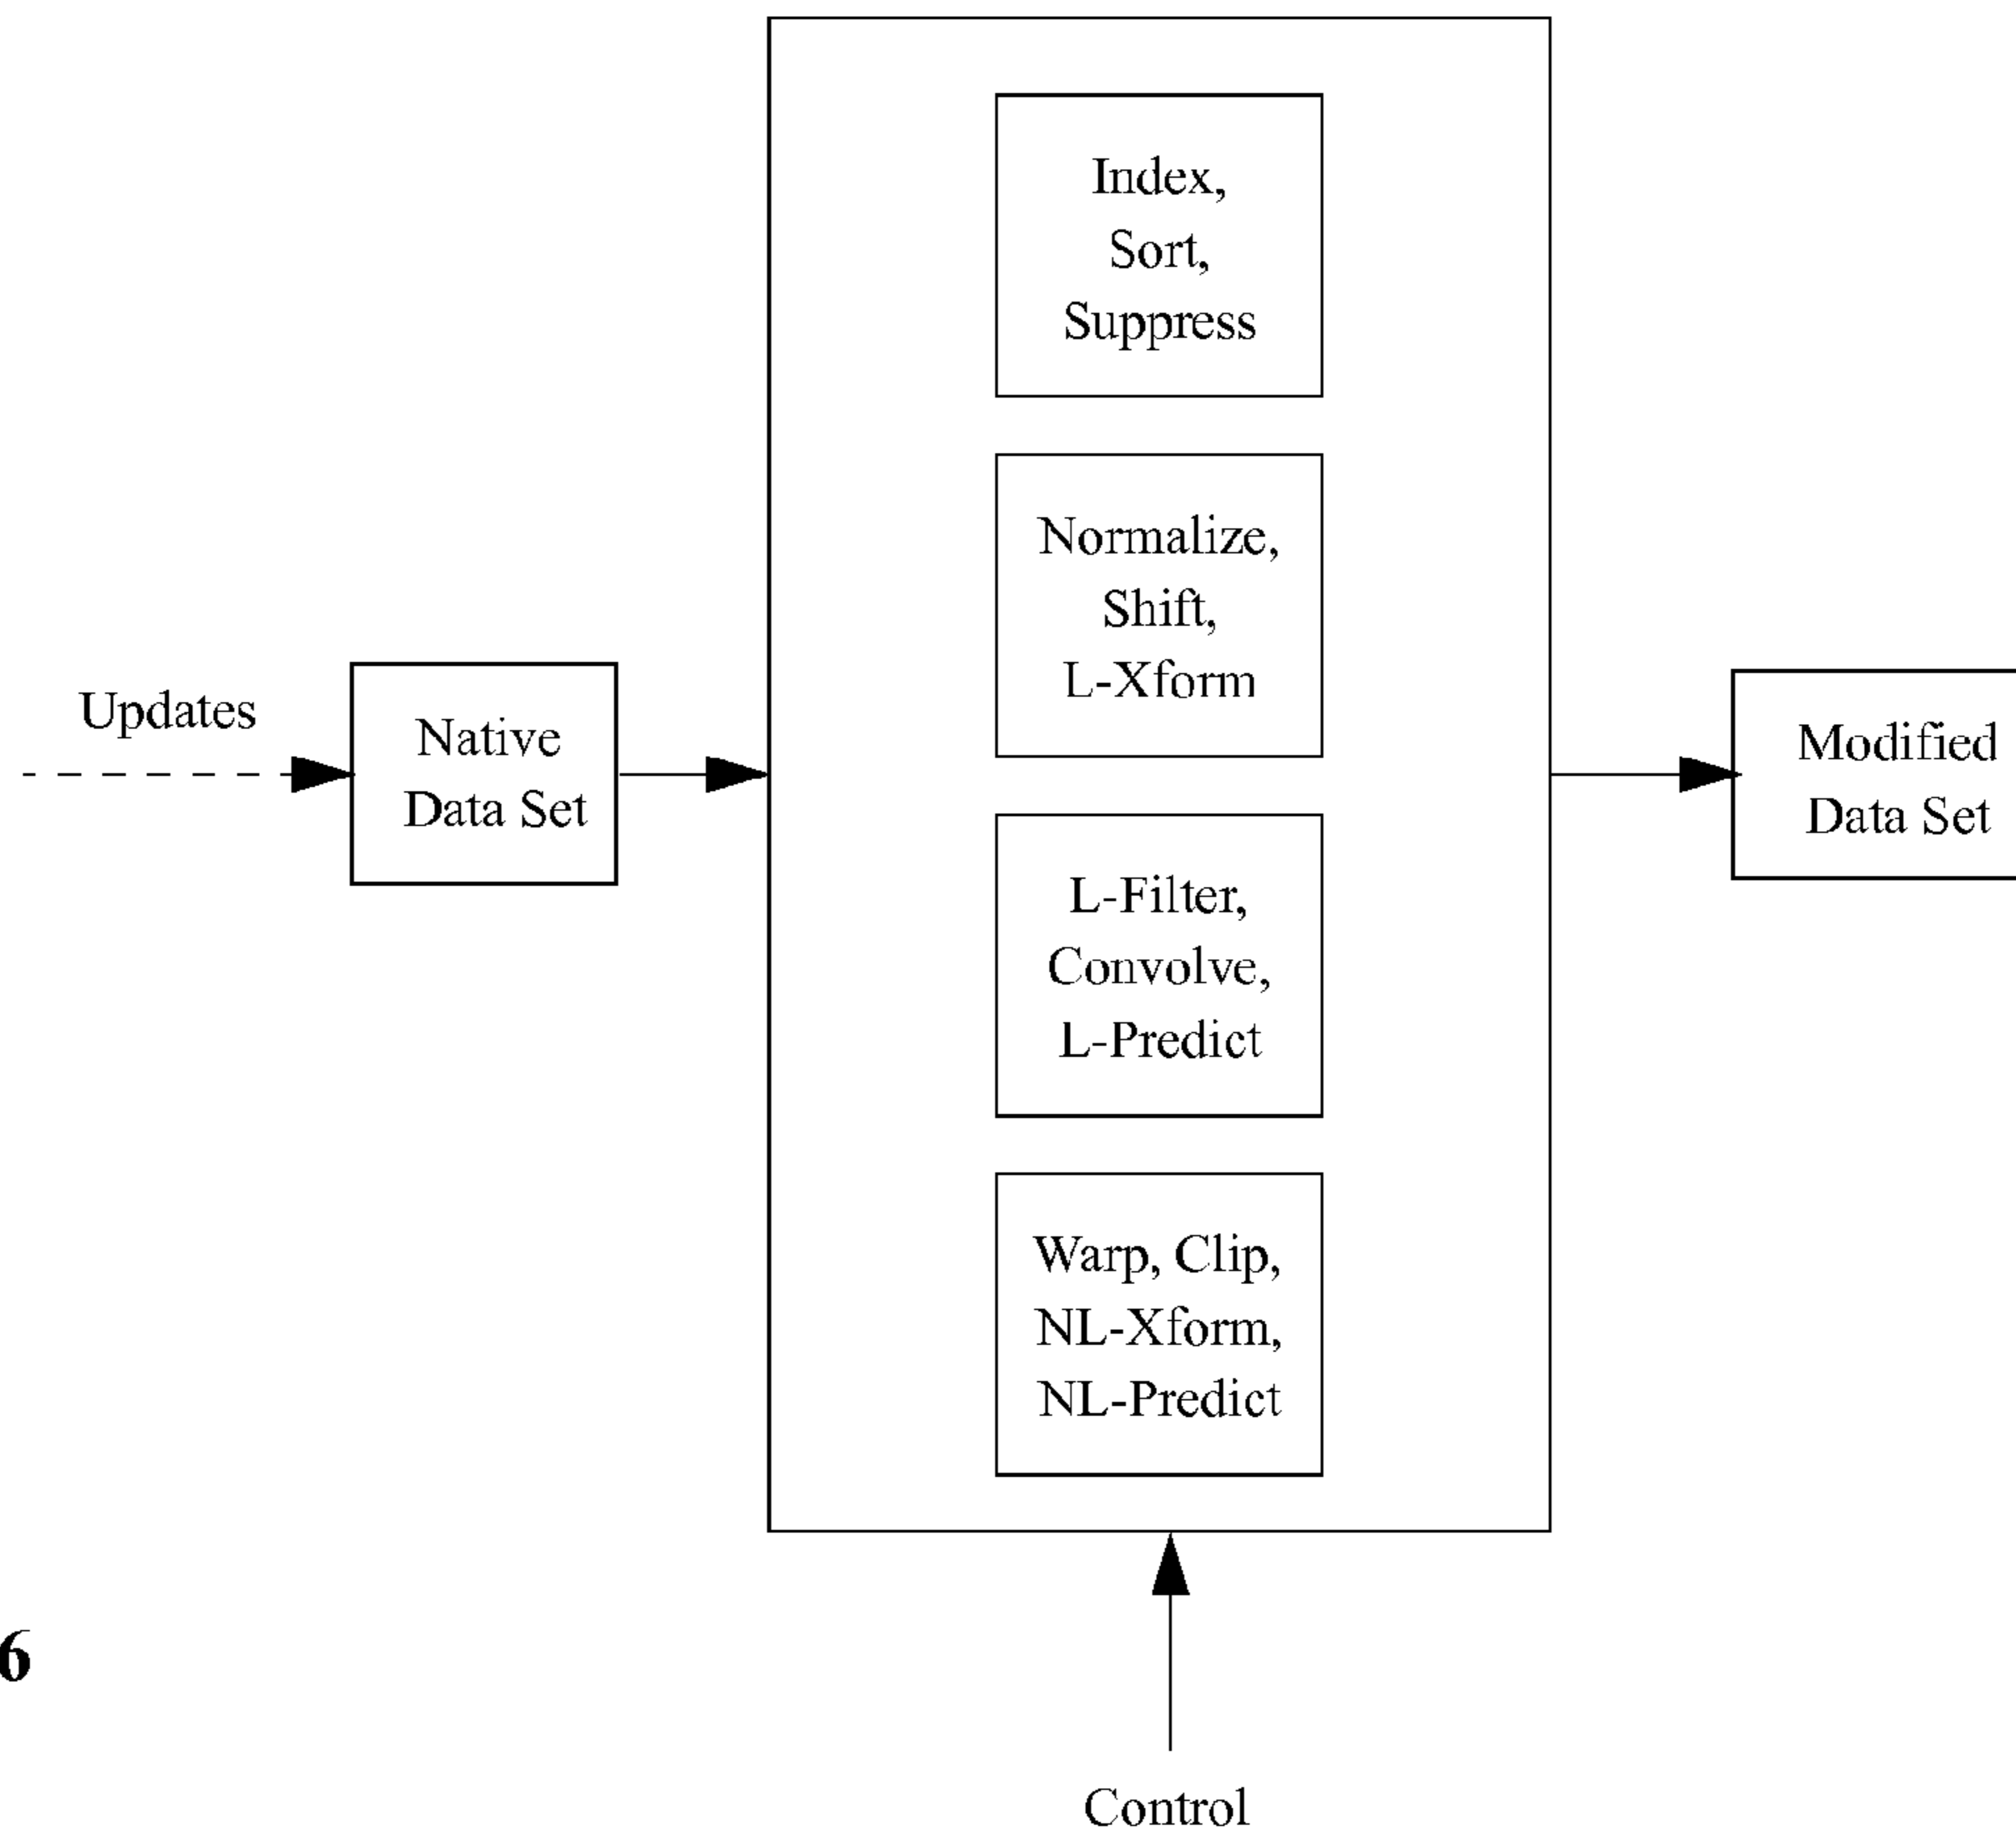 Index,
Sort,
Suppress
Normalize,
Shift,
L-Xform
Updates
Native
Data Set
Modified
Data Set
L-Filter,
Convolve,
L-Predict
Warp, Clip,
NL-Xform,
NL-Predict
6
Control